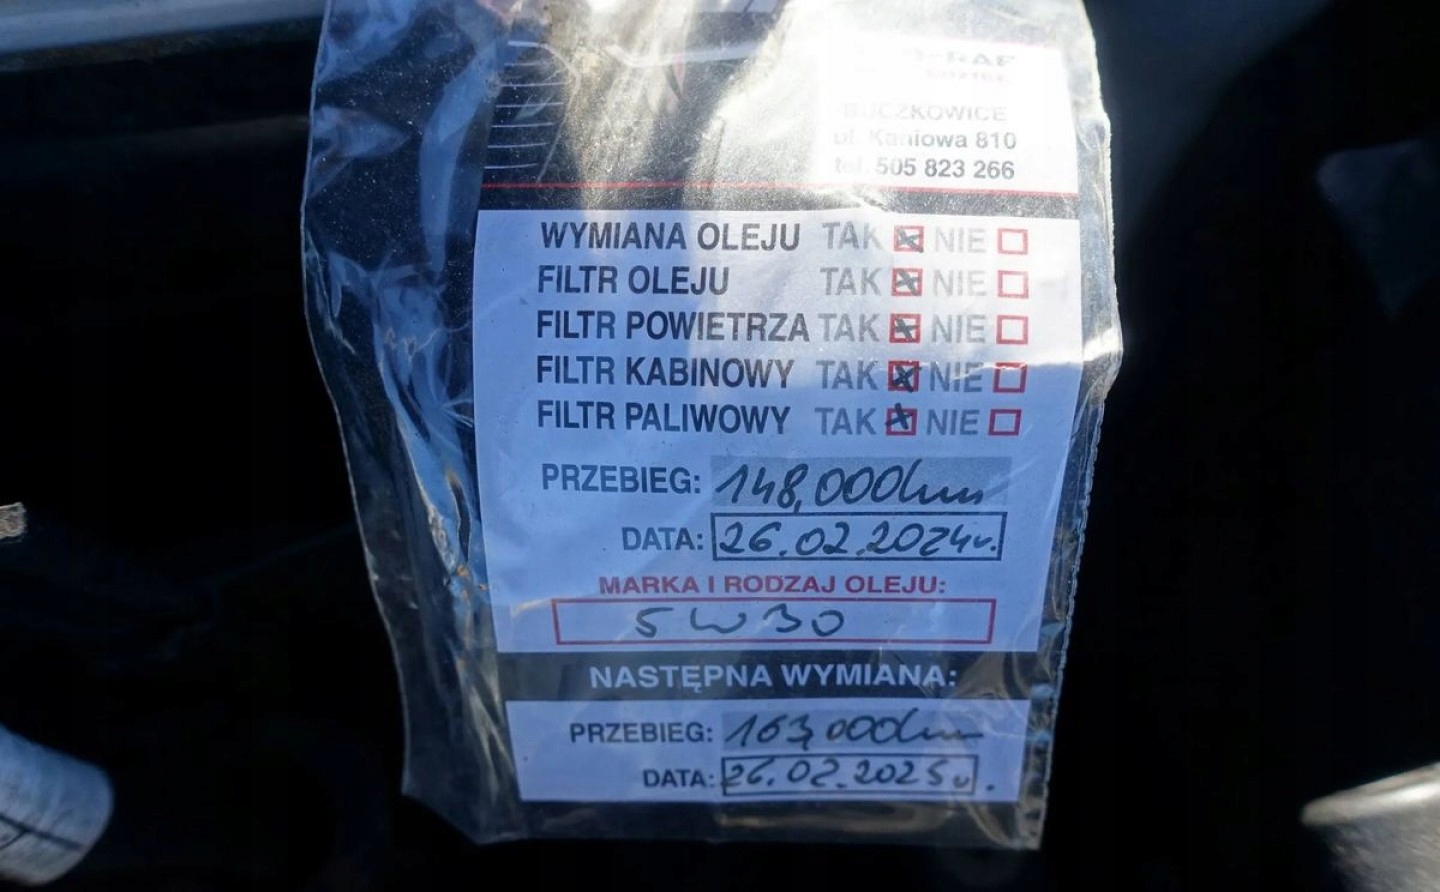 BUCZKOWICE
ul. Kaniowa 810
tel. 505 823 266
WYMIANA OLEJU TAK NIE
FILTR OLEJU TAK NIE
FILTR POWIETRZA TAK NIE
FILTR KABINOWY TAK NIE
FILTR PALIWOWY TAK NIE
PRZEBIEG: 148,000km
DATA: 26.02.2024r.
MARKA I RODZAJ OLEJU:
5W30
NASTĘPNA WYMIANA:
PRZEBIEG: 163,000km
DATA: 26.02.2025r.